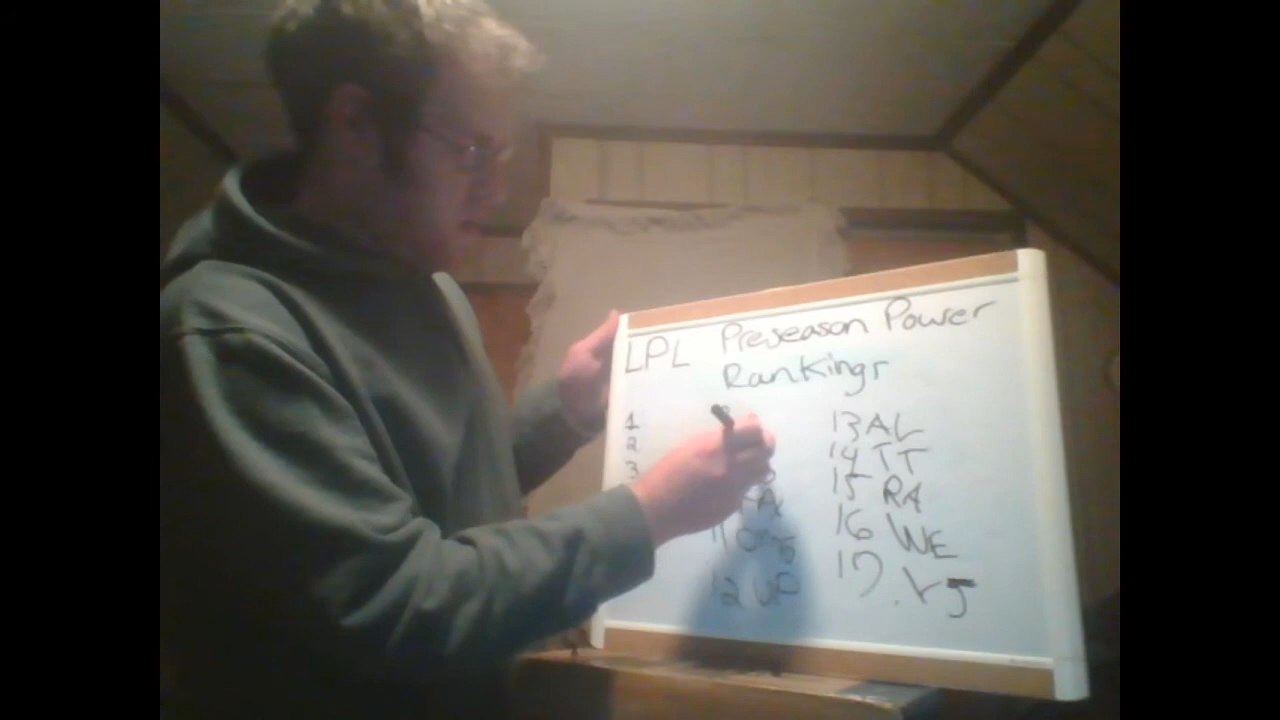 LPL Preseason Power
Rankings
1
2
3
11
12 UP
13 AL
14 TT
15 RA
16 WE
17 LJ